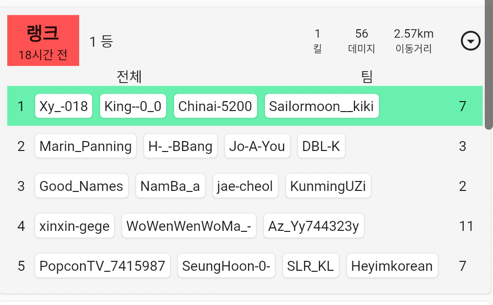 랭크
18시간 전
1 등
1
킬
56
데미지
2.57km
이동거리
전체 팀
1 Xy_-018 King--0_0 Chinai-5200 Sailormoon__kiki 7
2 Marin_Panning H-_-BBang Jo-A-You DBL-K 3
3 Good_Names NamBa_a jae-cheol KunmingUZi 2
4 xinxin-gege WoWenWenWoMa_- Az_Yy744323y 11
5 PopconTV_7415987 SeungHoon-0- SLR_KL Heyimkorean 7